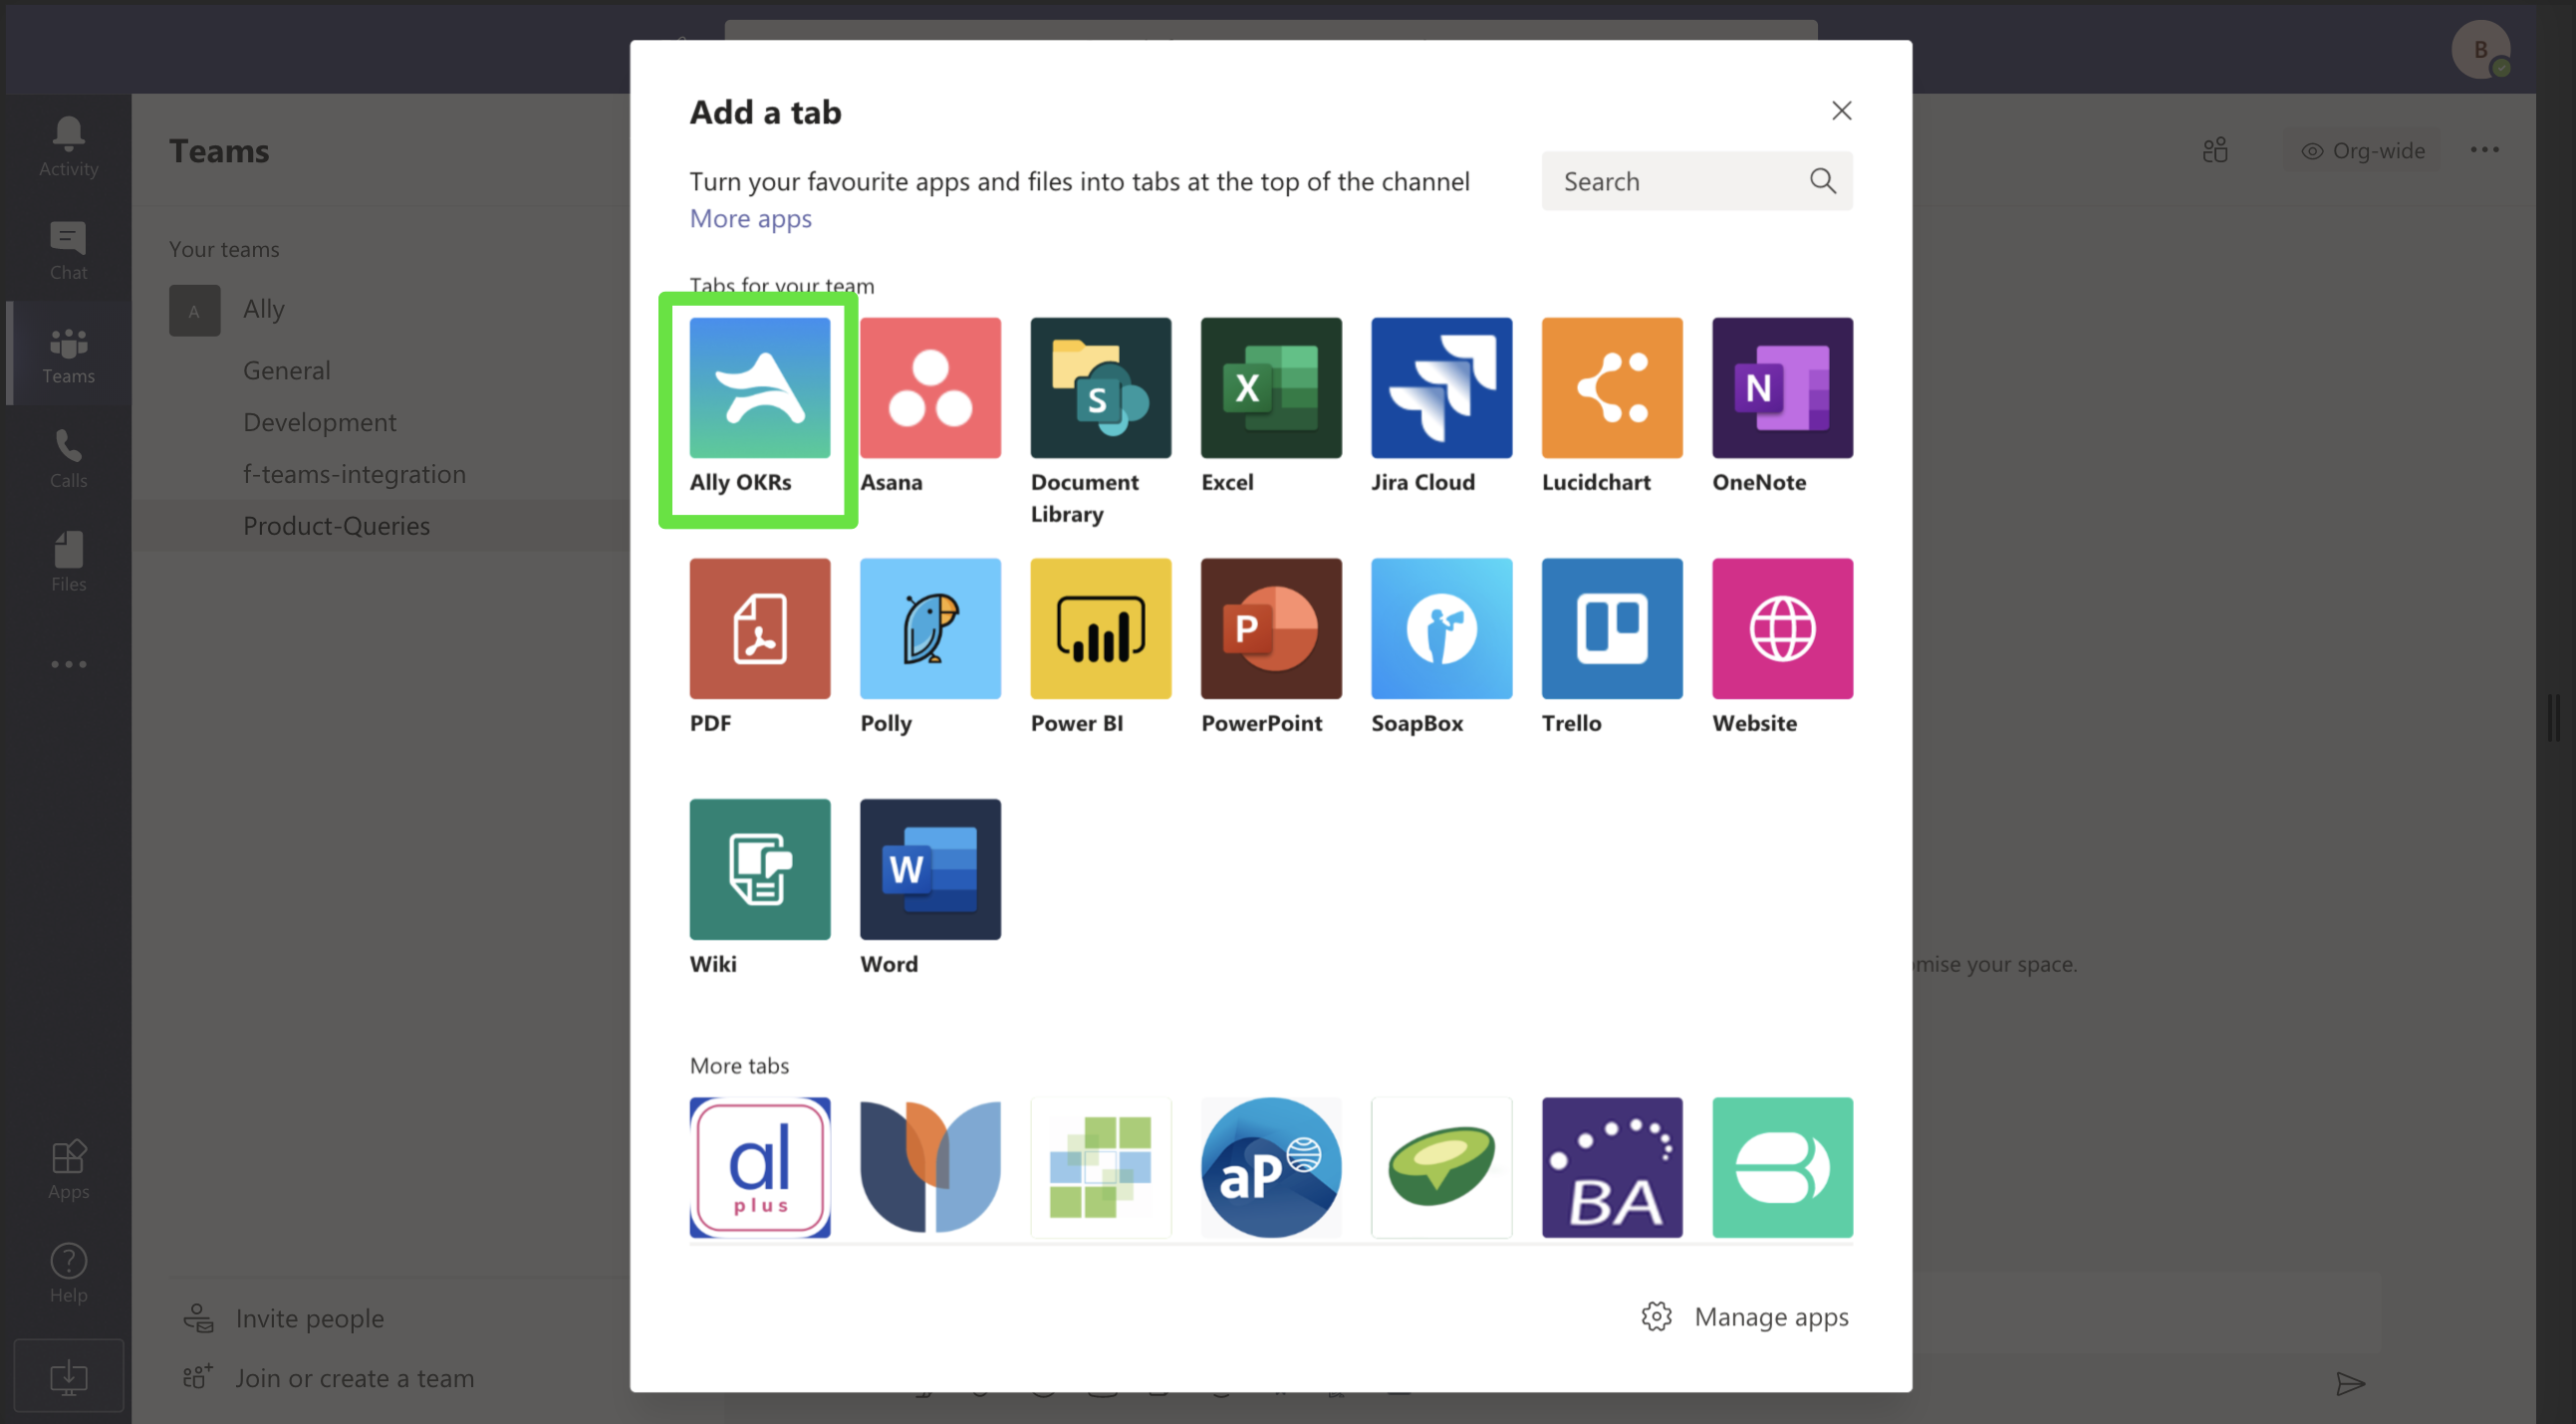 B
Activity
Chat
Teams
Calls
Files
Apps
Help
Teams
Your teams
A
Ally
General
Development
f-teams-integration
Product-Queries
Invite people
Join or create a team
Add a tab
Turn your favourite apps and files into tabs at the top of the channel
More apps
Search
Tabs for your team
Ally OKRs
Asana
S
Document
Library
X
Excel
Jira Cloud
Lucidchart
N
OneNote
PDF
Polly
Power BI
P
PowerPoint
SoapBox
Trello
Website
Wiki
W
Word
More tabs
al
plus
aP
BA
Manage apps
Org-wide
omise your space.